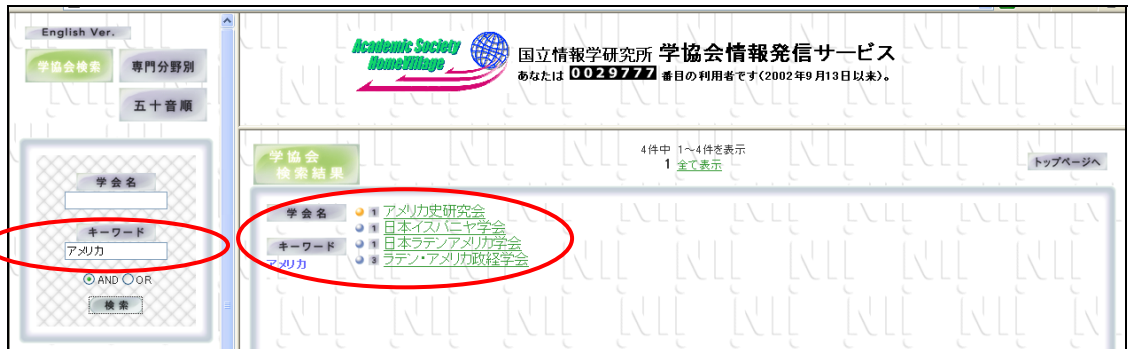 English Ver.
学協会検索
専門分野別
五十音順
学会名
キーワード
アメリカ
AND OR
検索
Academic Society
HomeVillage
国立情報学研究所 学協会情報発信サービス
あなたは 0029777 番目の利用者です(2002年9月13日以来)。
学協会
検索結果
4件中 1~4件を表示
1 全て表示
トップページへ
学会名
キーワード
アメリカ
1 アメリカ史研究会
1 日本イスパニヤ学会
1 日本ラテンアメリカ学会
3 ラテン・アメリカ政経学会